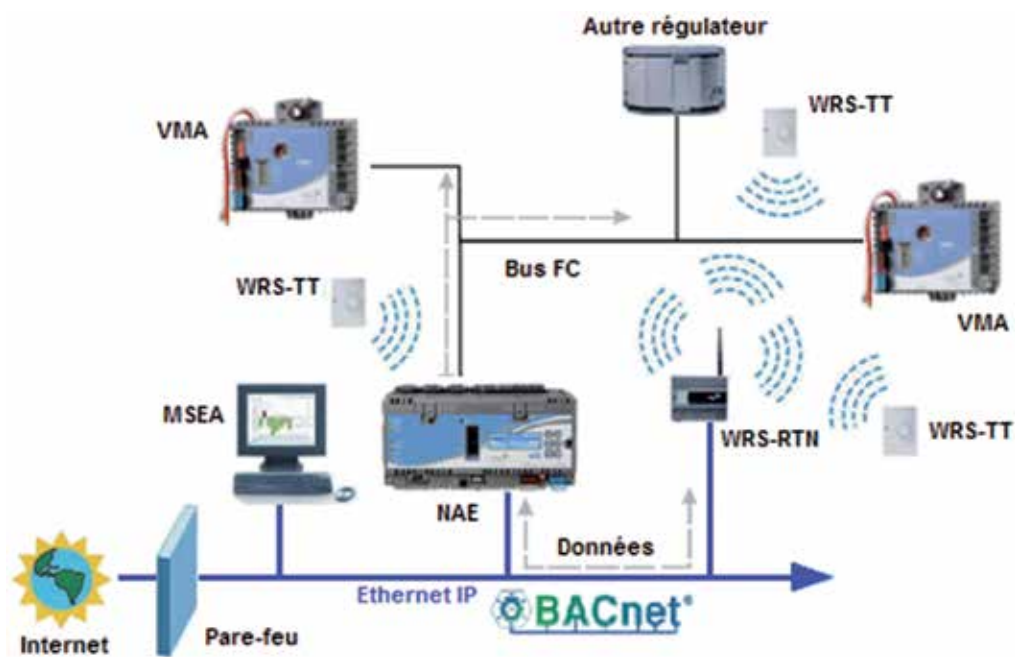 Autre régulateur
WRS-TT
VMA
Bus FC
WRS-TT
VMA
MSEA
WRS-RTN
WRS-TT
NAE
Données
Ethernet IP
BACnet®
Internet
Pare-feu